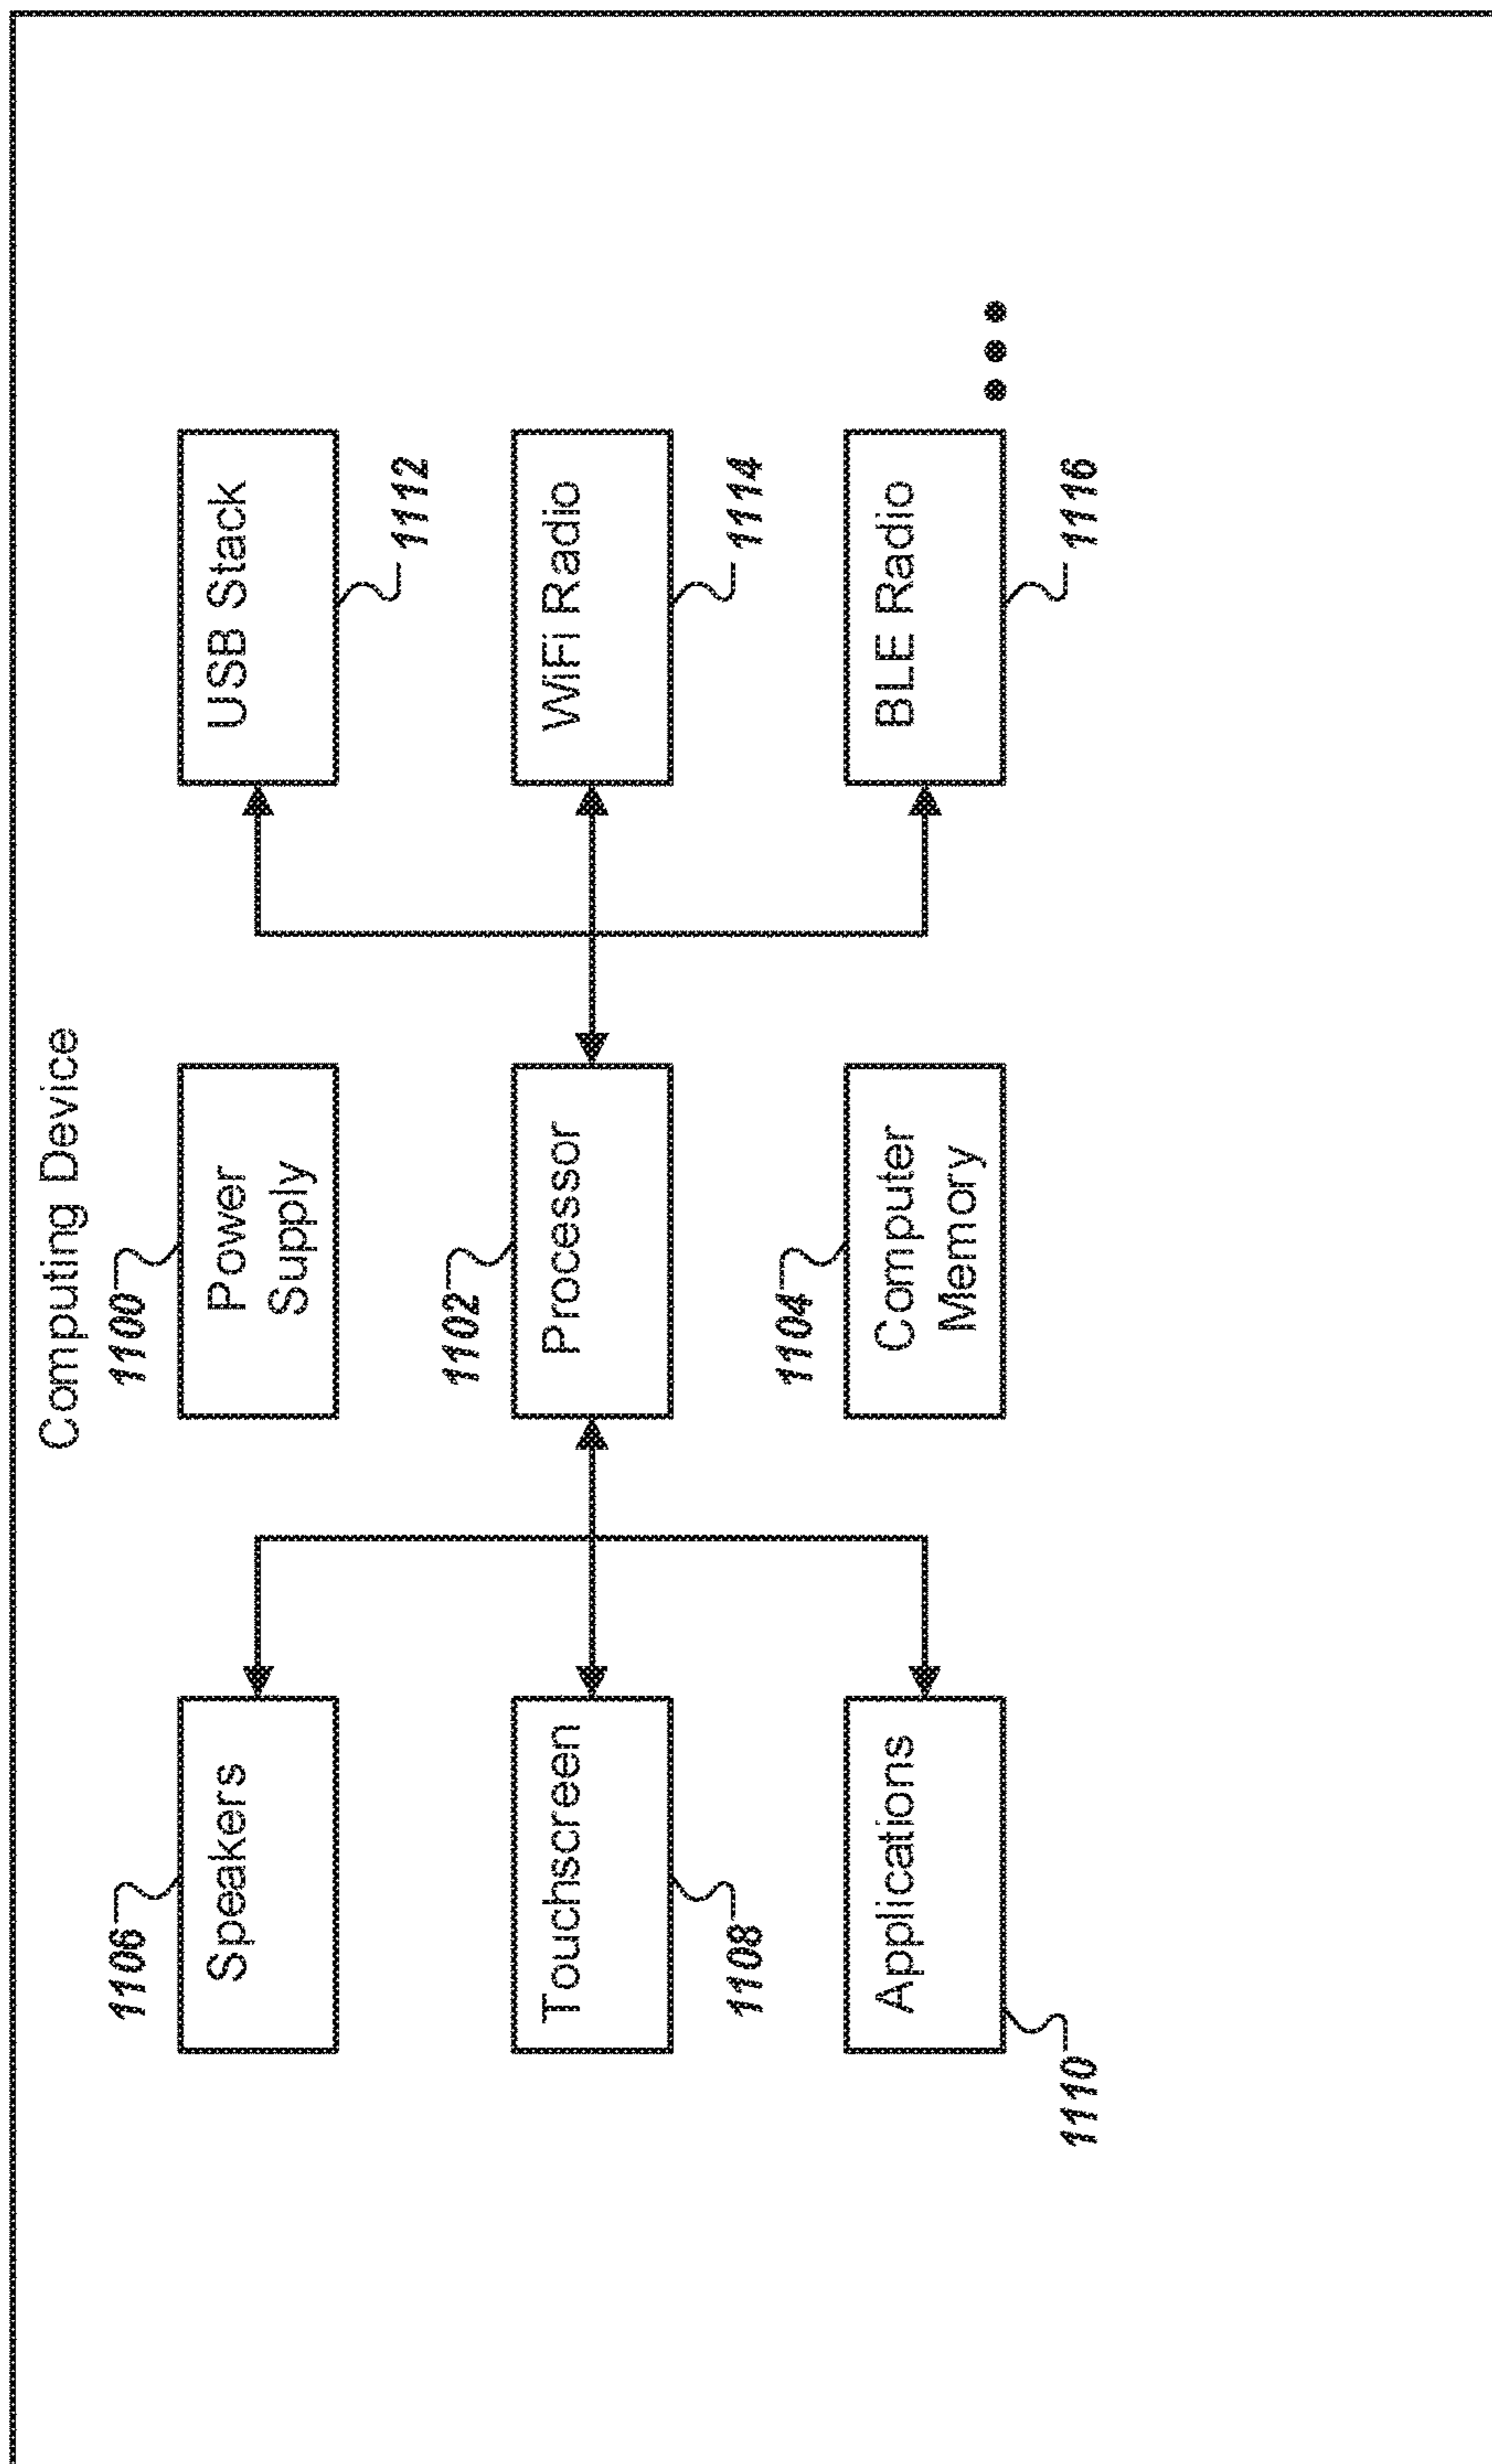 Computing Device
1106
Speakers
1100
Power
Supply
USB Stack
1112
Touchscreen
1108
1102
Processor
WiFi Radio
1114
Applications
1110
1104
Computer
Memory
BLE Radio
1116